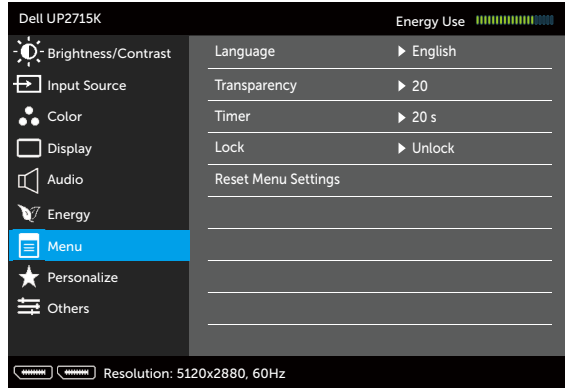 Dell UP2715K
Energy Use
Brightness/Contrast
Input Source
Color
Display
Audio
Energy
Menu
Personalize
Others
Language English
Transparency 20
Timer 20 s
Lock Unlock
Reset Menu Settings
Resolution: 5120x2880, 60Hz